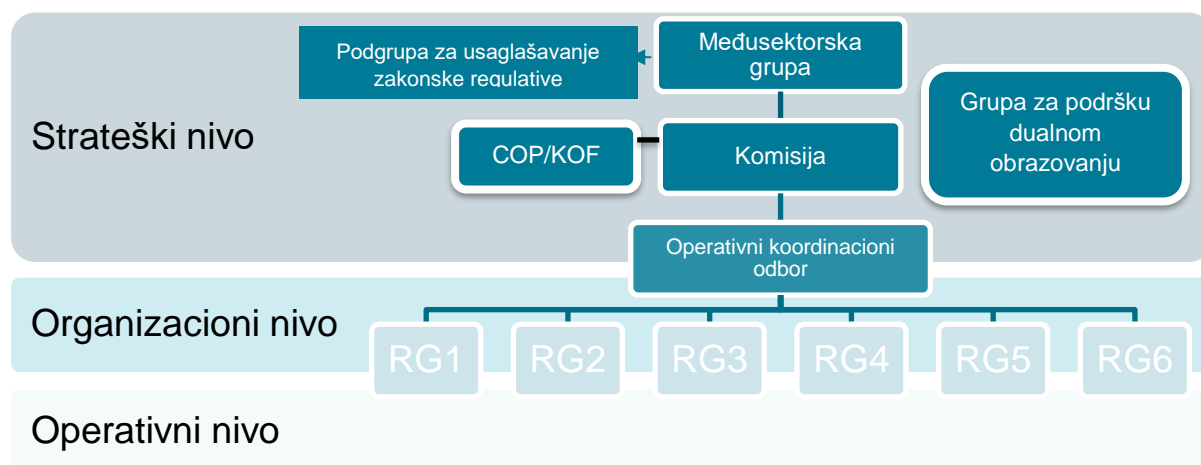 Podgrupa za usaglašavanje
zakonske regulative
Međusektorska
grupa
Grupa za podršku
dualnom
obrazovanju
Strateški nivo
COP/KOF
Komisija
Operativni koordinacioni
odbor
Organizacioni nivo
RG1
RG2
RG3
RG4
RG5
RG6
Operativni nivo